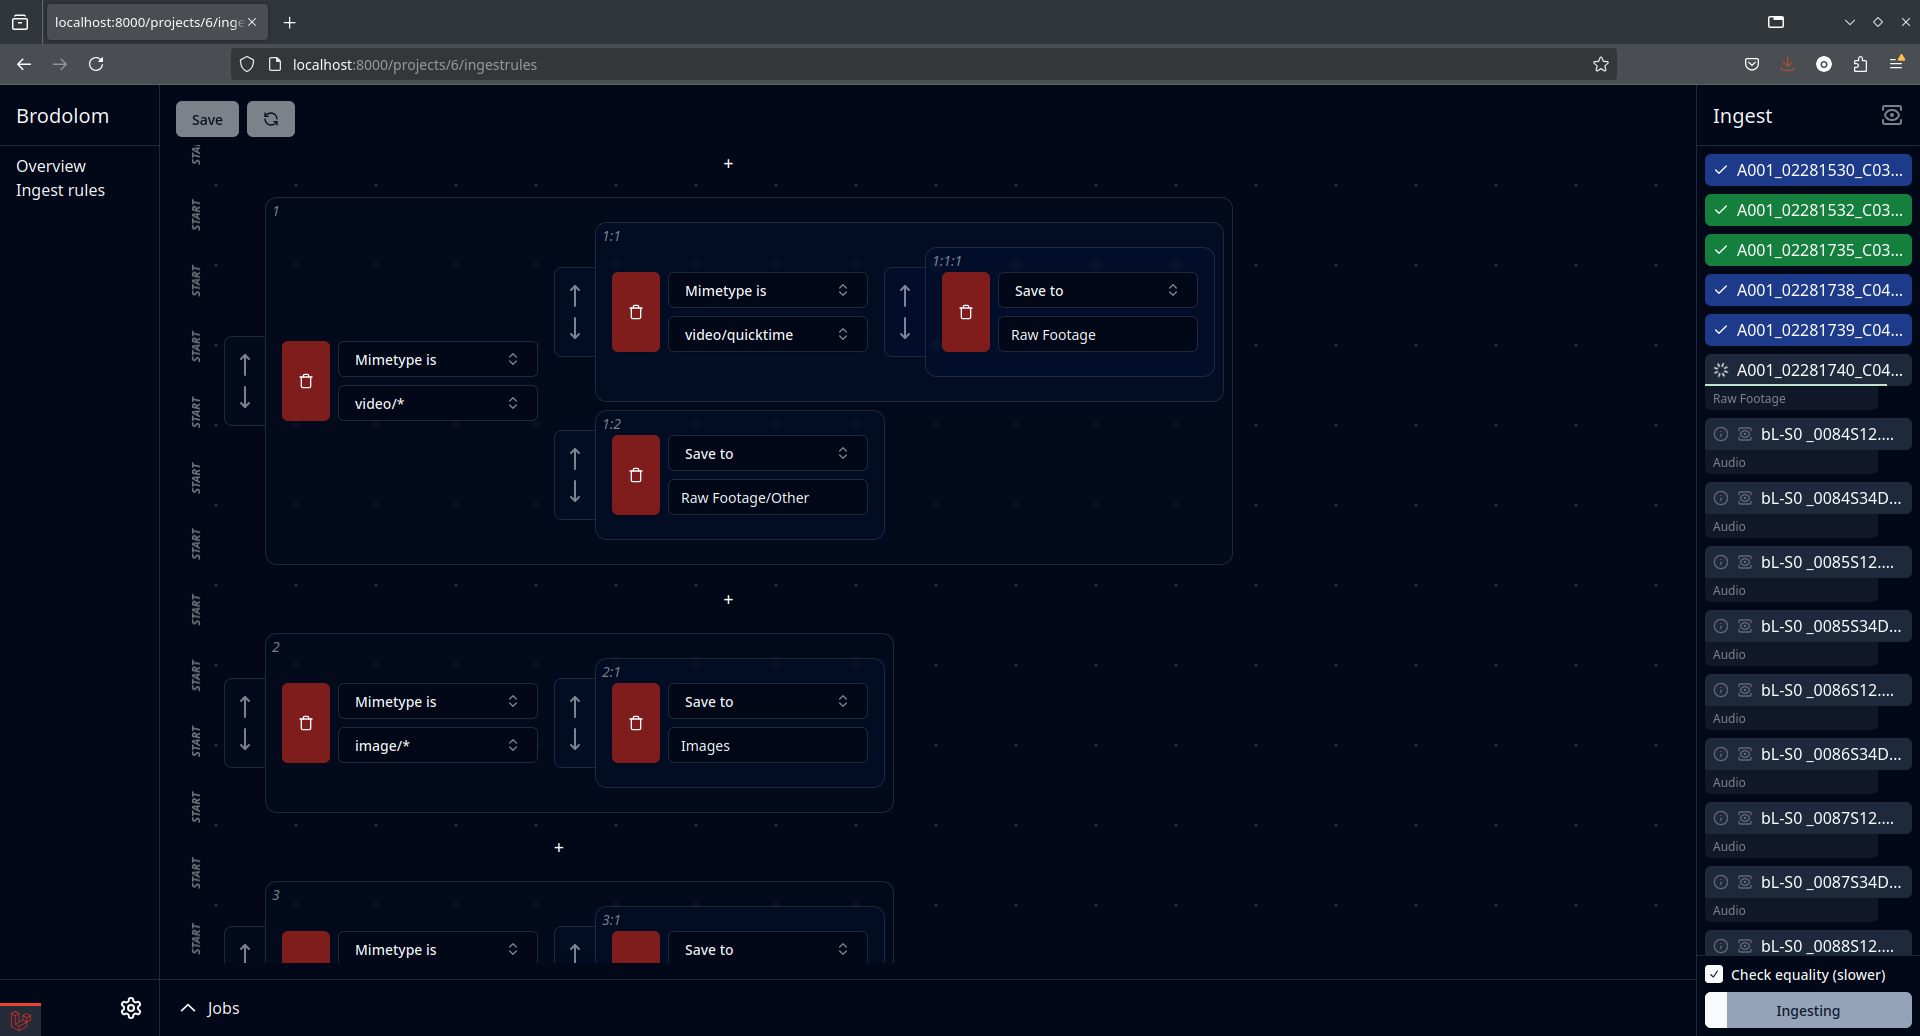 localhost:8000/projects/6/inge
localhost:8000/projects/6/ingestrules
Brodolom
Overview
Ingest rules
Save
START
START
START
START
START
START
START
START
START
START
START
START
1
Mimetype is
video/*
1:1
Mimetype is
video/quicktime
1:1:1
Save to
Raw Footage
1:2
Save to
Raw Footage/Other
+
2
Mimetype is
image/*
2:1
Save to
Images
+
3
Mimetype is
3:1
Save to
Jobs
Ingest
A001_02281530_C03...
A001_02281532_C03...
A001_02281735_C03...
A001_02281738_C04...
A001_02281739_C04...
A001_02281740_C04...
Raw Footage
bL-S0 _0084S12....
Audio
bL-S0 _0084S34D...
Audio
bL-S0 _0085S12....
Audio
bL-S0 _0085S34D...
Audio
bL-S0 _0086S12....
Audio
bL-S0 _0086S34D...
Audio
bL-S0 _0087S12....
Audio
bL-S0 _0087S34D...
Audio
bL-S0 _0088S12....
Check equality (slower)
Ingesting